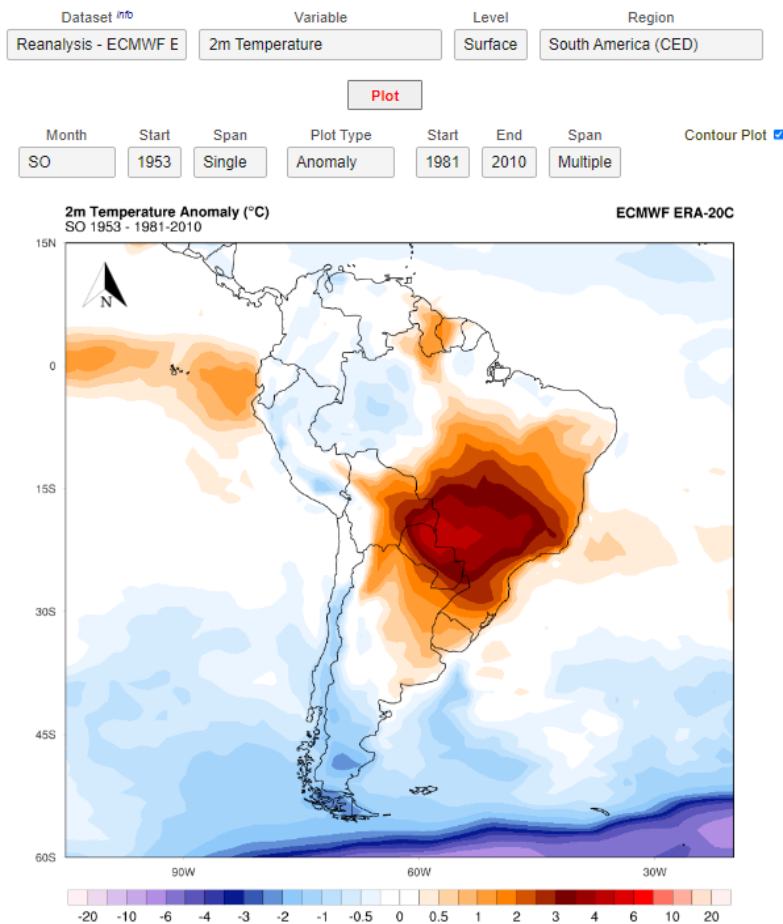 Dataset info Variable Level Region
Reanalysis - ECMWF E 2m Temperature Surface South America (CED)
Plot
Month Start Span Plot Type Start End Span Contour Plot
SO 1953 Single Anomaly 1981 2010 Multiple
2m Temperature Anomaly (°C)
SO 1953 - 1981-2010
ECMWF ERA-20C
15N
N
0
15S
30S
45S
60S
90W 60W 30W
-20 -10 -6 -4 -3 -2 -1 -0.5 0 0.5 1 2 3 4 6 10 20